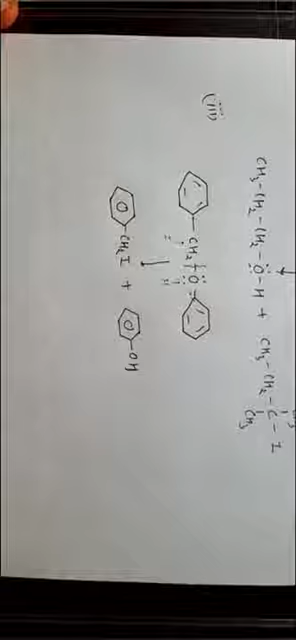 CH₃-CH₂-CH₂-Ö-H + CH₃-CH₂-C-I
CH₃
(iii)
CH₂ O
CH₂I + OH